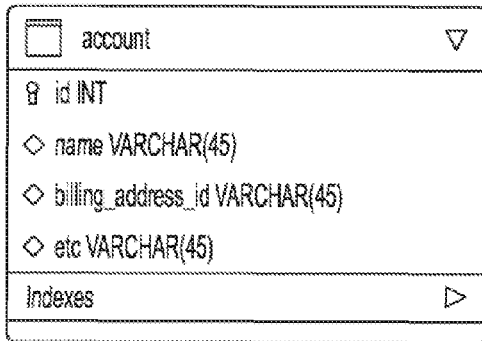 account
id INT
name VARCHAR(45)
billing_address_id VARCHAR(45)
etc VARCHAR(45)
Indexes